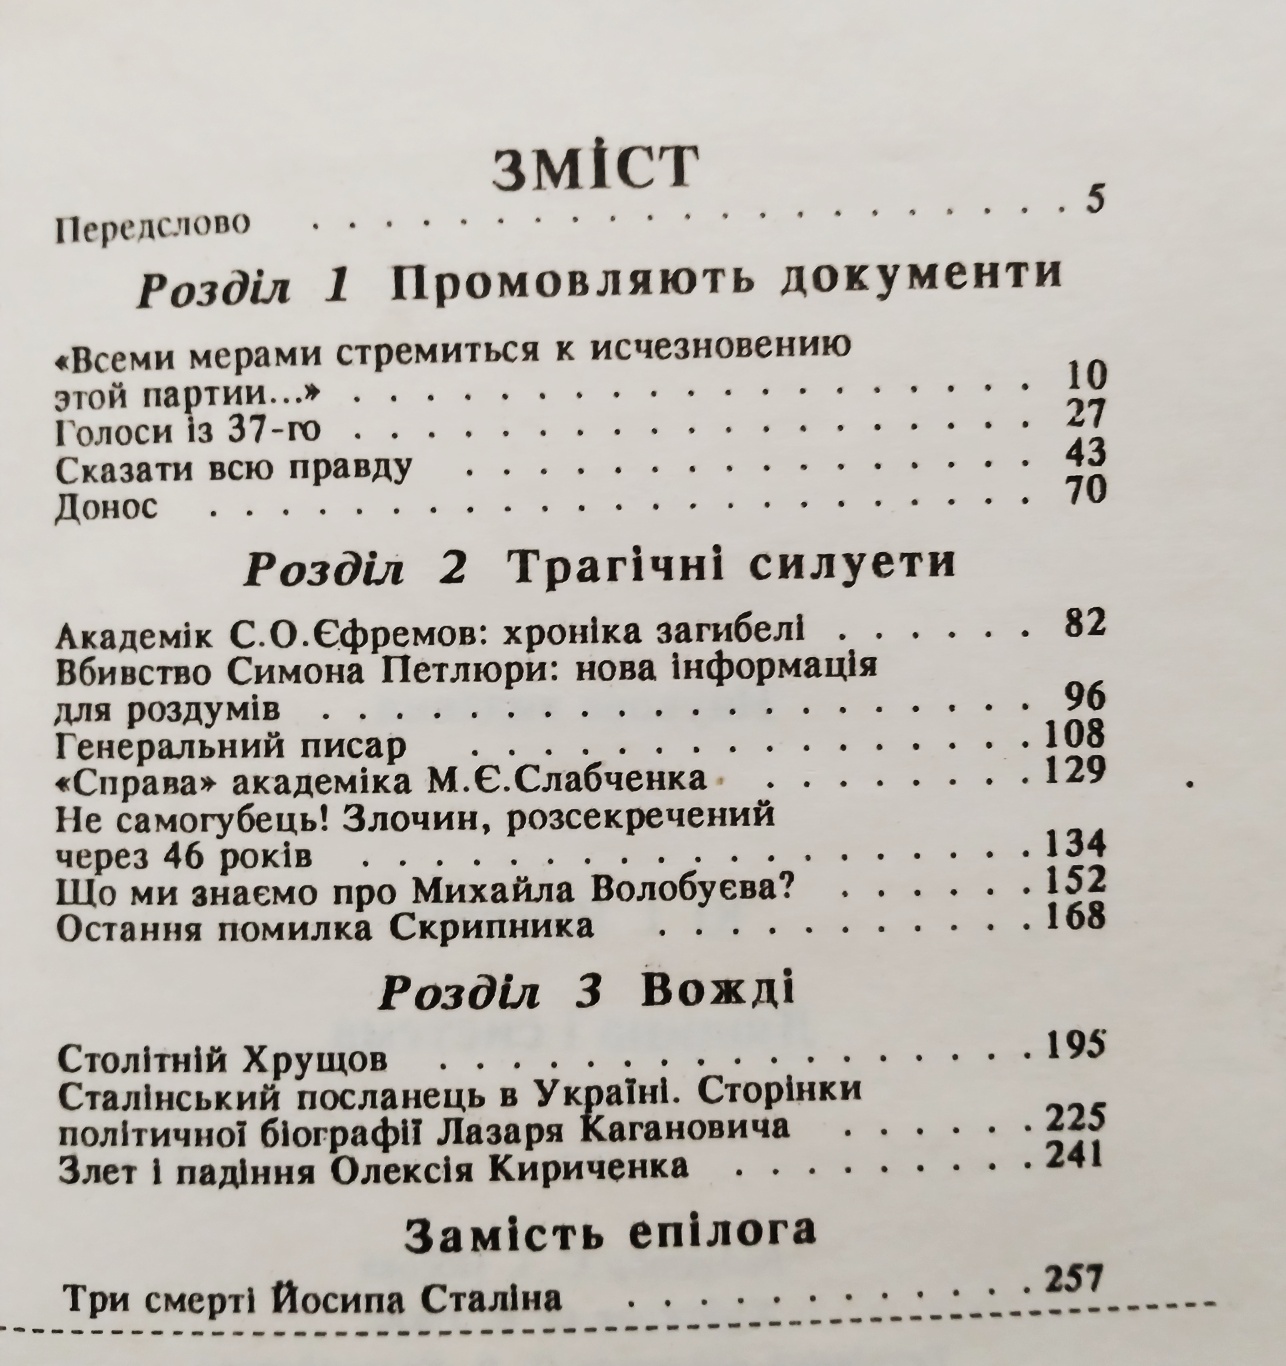 ЗМІСТ
Передслово . . . . . . . . . . . . . . . . . . . . . 5
Розділ 1 Промовляють документи
«Всеми мерами стремиться к исчезновению
этой партии...» . . . . . . . . . . . . . . . . . . . 10
Голоси із 37-го . . . . . . . . . . . . . . . . . . . 27
Сказати всю правду . . . . . . . . . . . . . . . . 43
Донос . . . . . . . . . . . . . . . . . . . . . . . 70
Розділ 2 Трагічні силуети
Академік С.О.Єфремов: хроніка загибелі . . . . . . 82
Вбивство Симона Петлюри: нова інформація
для роздумів . . . . . . . . . . . . . . . . . . . . 96
Генеральний писар . . . . . . . . . . . . . . . . 108
«Справа» академіка М.Є.Слабченка . . . . . . . . 129
Не самогубець! Злочин, розсекречений
через 46 років . . . . . . . . . . . . . . . . . . . 134
Що ми знаємо про Михайла Волобуєва? . . . . . . 152
Остання помилка Скрипника . . . . . . . . . . . 168
Розділ 3 Вожді
Столітній Хрущов . . . . . . . . . . . . . . . . . 195
Сталінський посланець в Україні. Сторінки
політичної біографії Лазаря Кагановича . . . . . . 225
Злет і падіння Олексія Кириченка . . . . . . . . . 241
Замість епілога
Три смерті Йосипа Сталіна . . . . . . . . . . . . 257